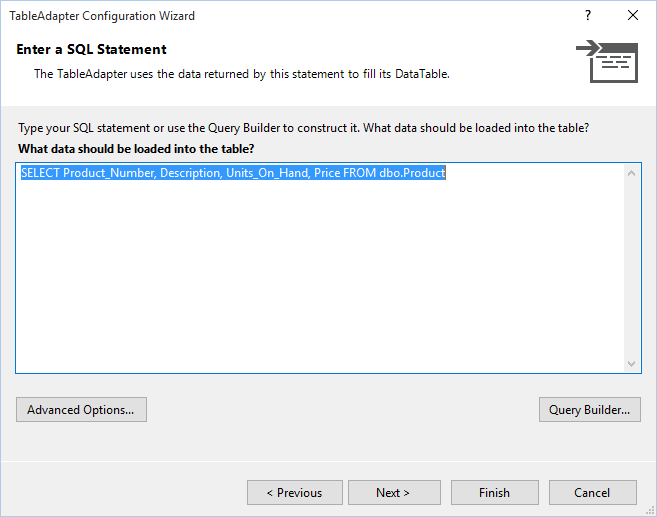 TableAdapter Configuration Wizard
?
Enter a SQL Statement
The TableAdapter uses the data returned by this statement to fill its DataTable.
Type your SQL statement or use the Query Builder to construct it. What data should be loaded into the table?
What data should be loaded into the table?
SELECT Product_Number, Description, Units_On_Hand, Price FROM dbo.Product
Advanced Options...
Query Builder...
< Previous
Next >
Finish
Cancel